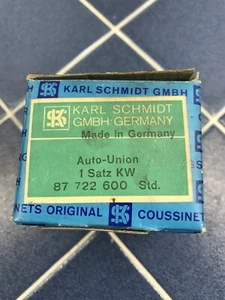 KS KARL SCHMIDT GMBH
KS KARL SCHMIDT
GMBH·GERMANY
Made in Germany
Auto-Union
1 Satz KW
87 722 600 Std.
NETS ORIGINAL KS COUSSINET